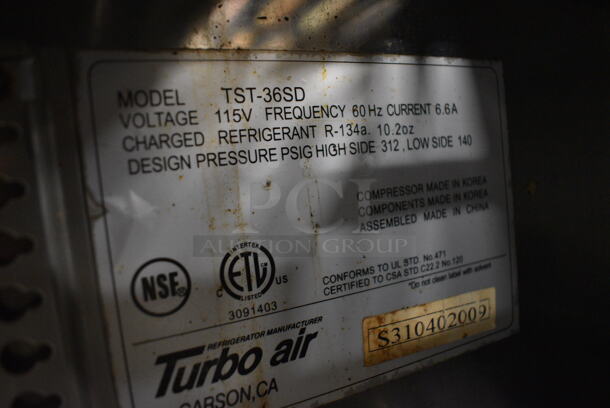 MODEL TST-36SD
VOLTAGE 115V FREQUENCY 60 Hz CURRENT 6.6A
CHARGED REFRIGERANT R-134a. 10.2oz
DESIGN PRESSURE PSIG HIGH SIDE 312 , LOW SIDE 140
COMPRESSOR MADE IN KOREA
COMPONENTS MADE IN KOREA
ASSEMBLED MADE IN CHINA
PCI
AUCTION GROUP
NSF®
INTERTEK
C ETL US
LISTED
3091403
CONFORMS TO UL STD. No.471
CERTIFIED TO CSA STD C22.2 No.120
*Do not clean label with solvent
REFRIGERATOR MANUFACTURER
Turbo air
CARSON,CA
S310402009